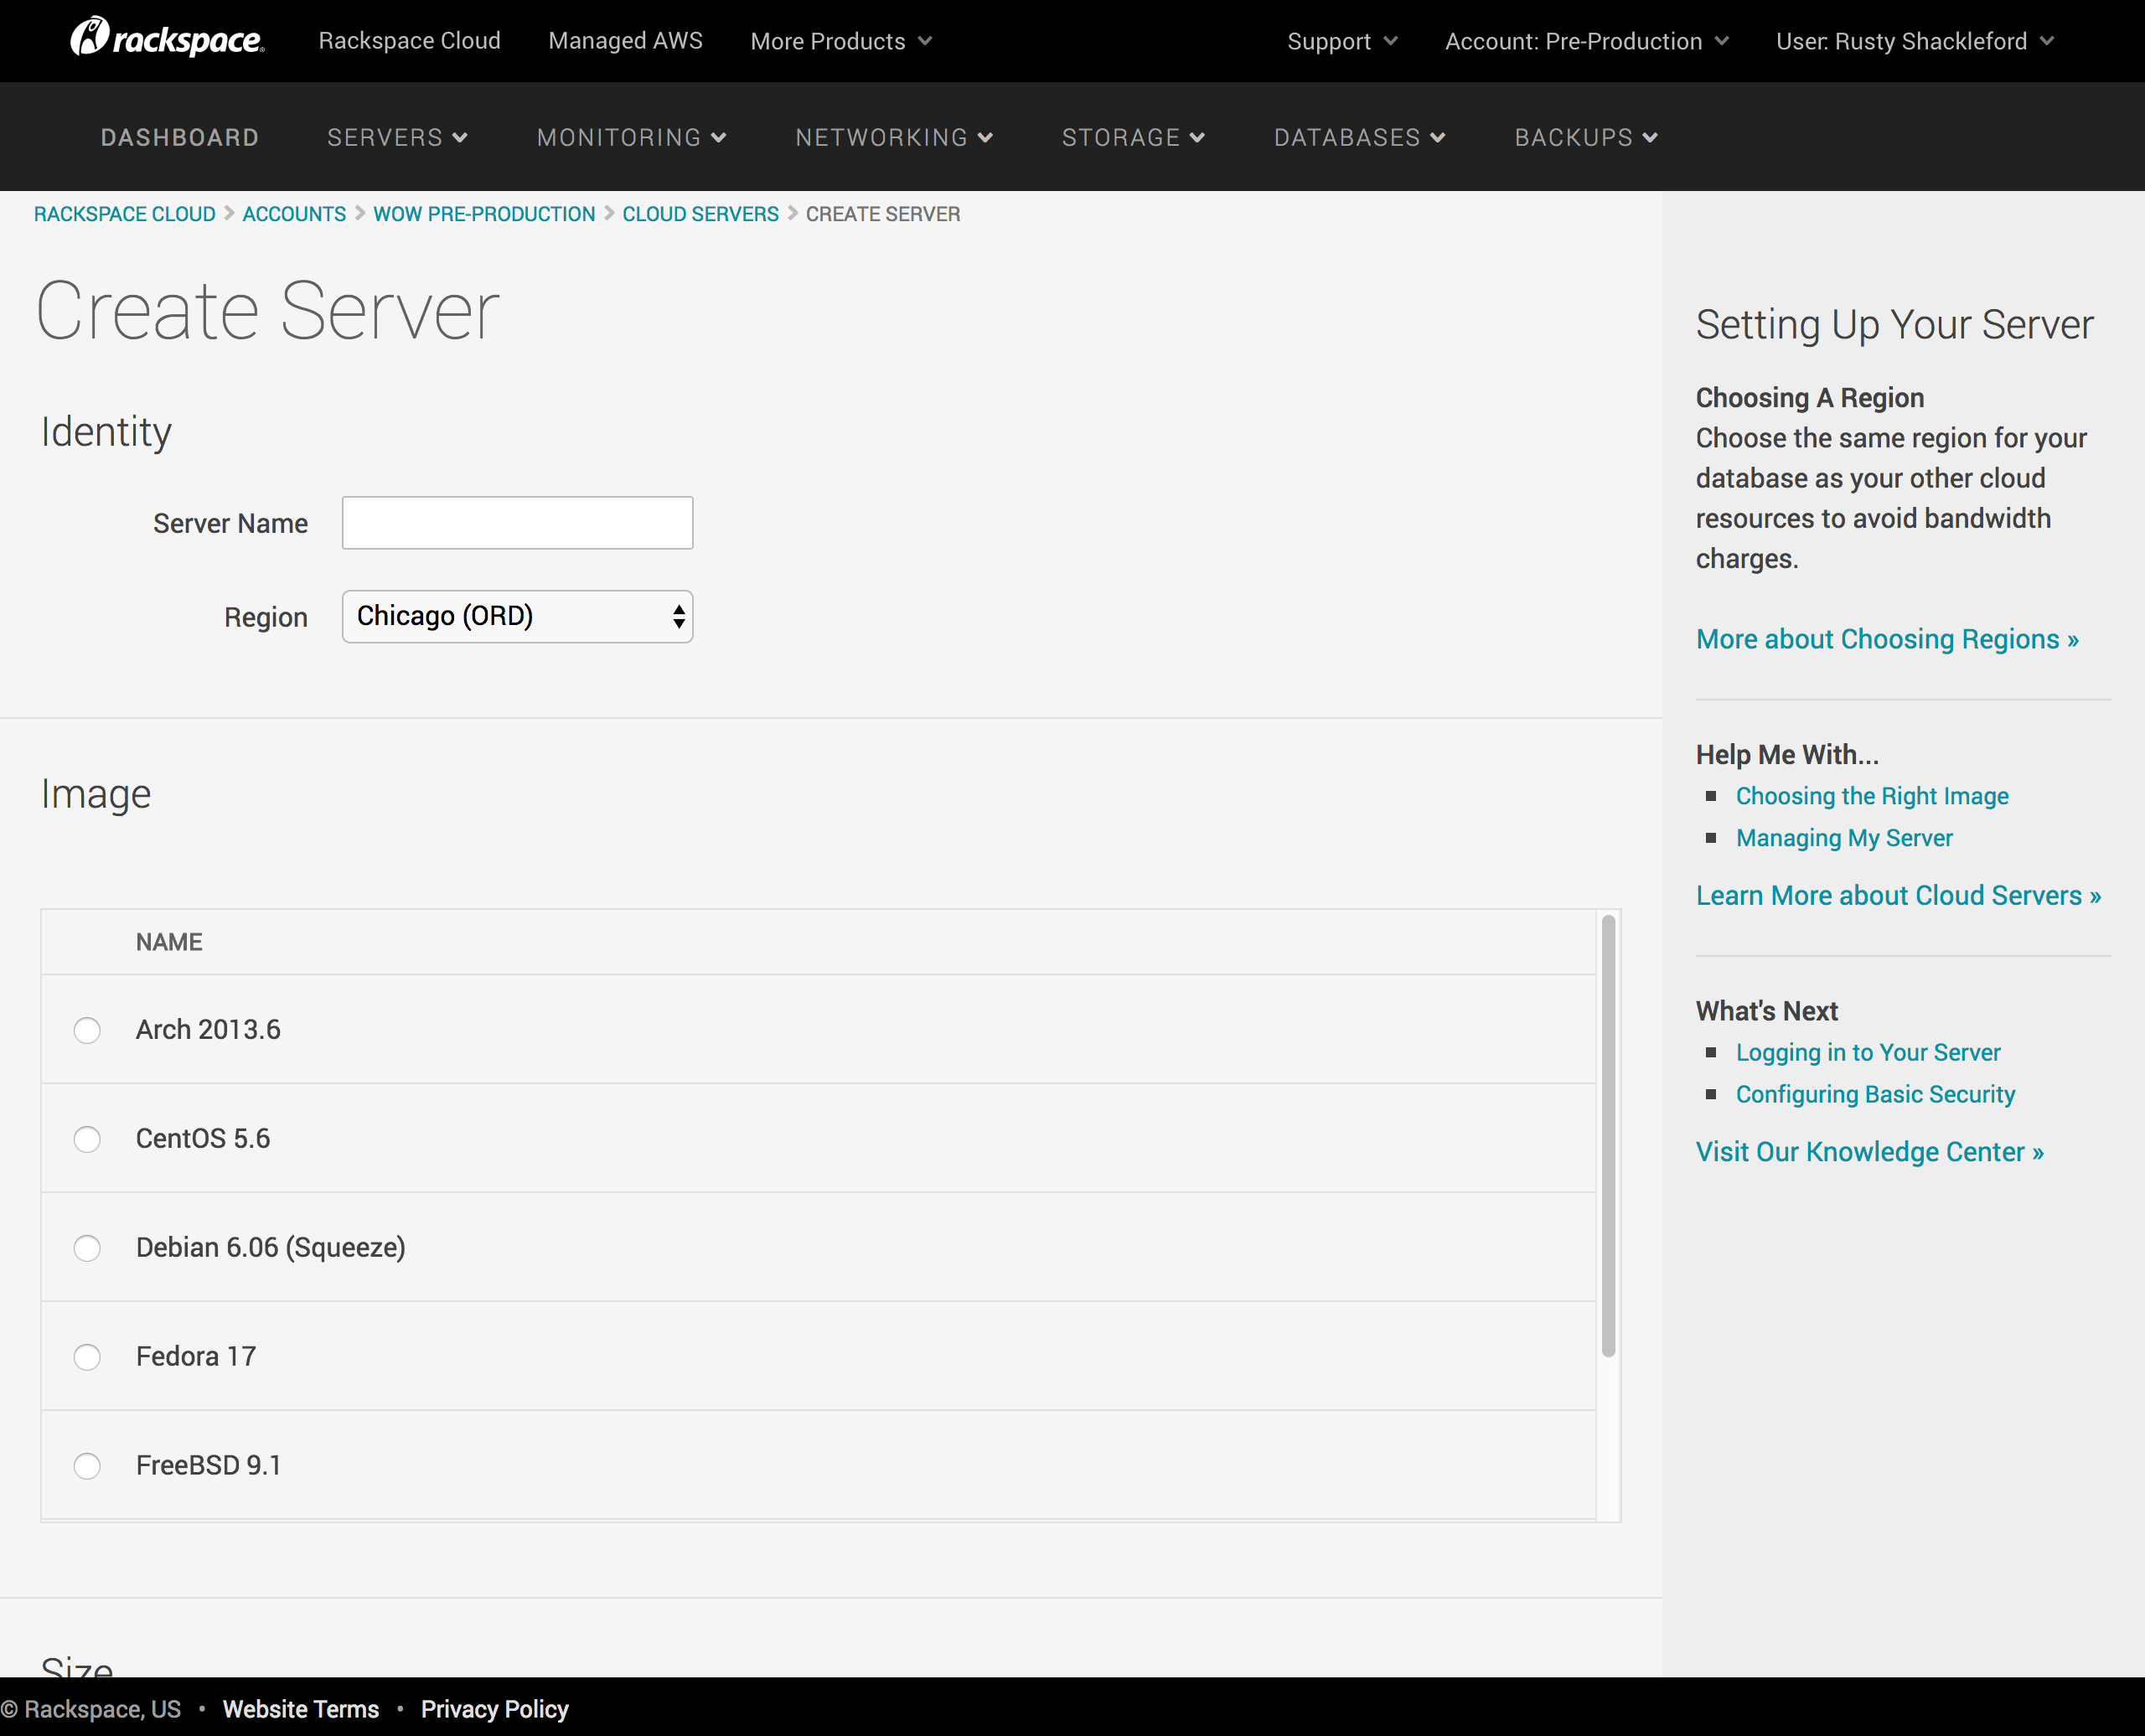 rackspace
Rackspace Cloud
Managed AWS
More Products
Support
Account: Pre-Production
User: Rusty Shackleford
DASHBOARD
SERVERS
MONITORING
NETWORKING
STORAGE
DATABASES
BACKUPS
RACKSPACE CLOUD > ACCOUNTS > WOW PRE-PRODUCTION > CLOUD SERVERS > CREATE SERVER
Create Server
Identity
Server Name
Region
Chicago (ORD)
Image
NAME
Arch 2013.6
CentOS 5.6
Debian 6.06 (Squeeze)
Fedora 17
FreeBSD 9.1
Size
Setting Up Your Server
Choosing A Region
Choose the same region for your
database as your other cloud
resources to avoid bandwidth
charges.
More about Choosing Regions »
Help Me With...
Choosing the Right Image
Managing My Server
Learn More about Cloud Servers »
What's Next
Logging in to Your Server
Configuring Basic Security
Visit Our Knowledge Center »
© Rackspace, US • Website Terms • Privacy Policy